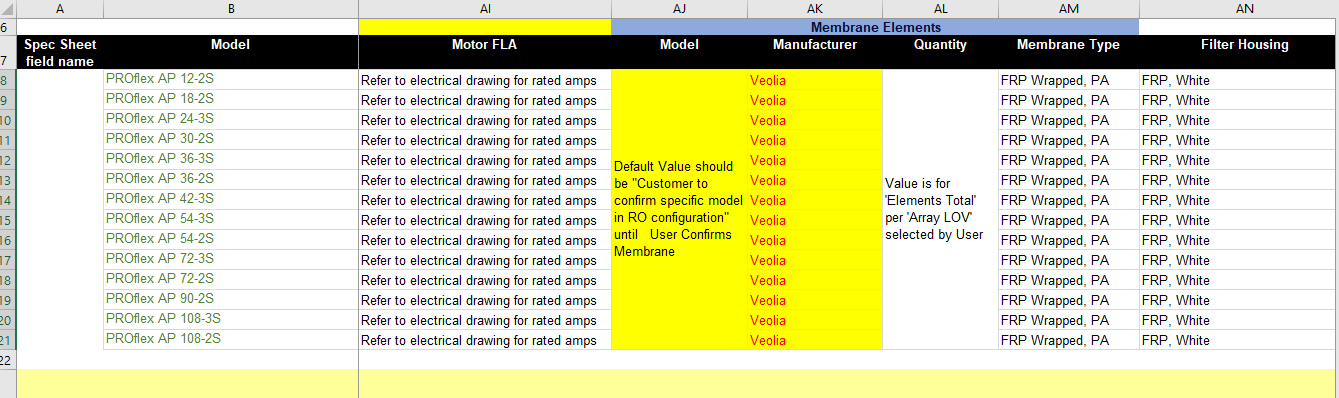 A B AI AJ AK AL AM AN
6 Membrane Elements
7 Spec Sheet field name Model Motor FLA Model Manufacturer Quantity Membrane Type Filter Housing
8 PROflex AP 12-2S Refer to electrical drawing for rated amps Veolia FRP Wrapped, PA FRP, White
9 PROflex AP 18-2S Refer to electrical drawing for rated amps Veolia FRP Wrapped, PA FRP, White
10 PROflex AP 24-3S Refer to electrical drawing for rated amps Veolia FRP Wrapped, PA FRP, White
11 PROflex AP 30-2S Refer to electrical drawing for rated amps Veolia FRP Wrapped, PA FRP, White
12 PROflex AP 36-3S Refer to electrical drawing for rated amps Veolia FRP Wrapped, PA FRP, White
13 PROflex AP 36-2S Refer to electrical drawing for rated amps Veolia FRP Wrapped, PA FRP, White
14 PROflex AP 42-3S Refer to electrical drawing for rated amps Veolia FRP Wrapped, PA FRP, White
15 PROflex AP 54-3S Refer to electrical drawing for rated amps Veolia FRP Wrapped, PA FRP, White
16 PROflex AP 54-2S Refer to electrical drawing for rated amps Veolia FRP Wrapped, PA FRP, White
17 PROflex AP 72-3S Refer to electrical drawing for rated amps Veolia FRP Wrapped, PA FRP, White
18 PROflex AP 72-2S Refer to electrical drawing for rated amps Veolia FRP Wrapped, PA FRP, White
19 PROflex AP 90-2S Refer to electrical drawing for rated amps Veolia FRP Wrapped, PA FRP, White
20 PROflex AP 108-3S Refer to electrical drawing for rated amps Veolia FRP Wrapped, PA FRP, White
21 PROflex AP 108-2S Refer to electrical drawing for rated amps Veolia FRP Wrapped, PA FRP, White
22
Default Value should
be "Customer to
confirm specific model
in RO configuration"
until User Confirms
Membrane
Value is for
'Elements Total'
per 'Array LOV'
selected by User